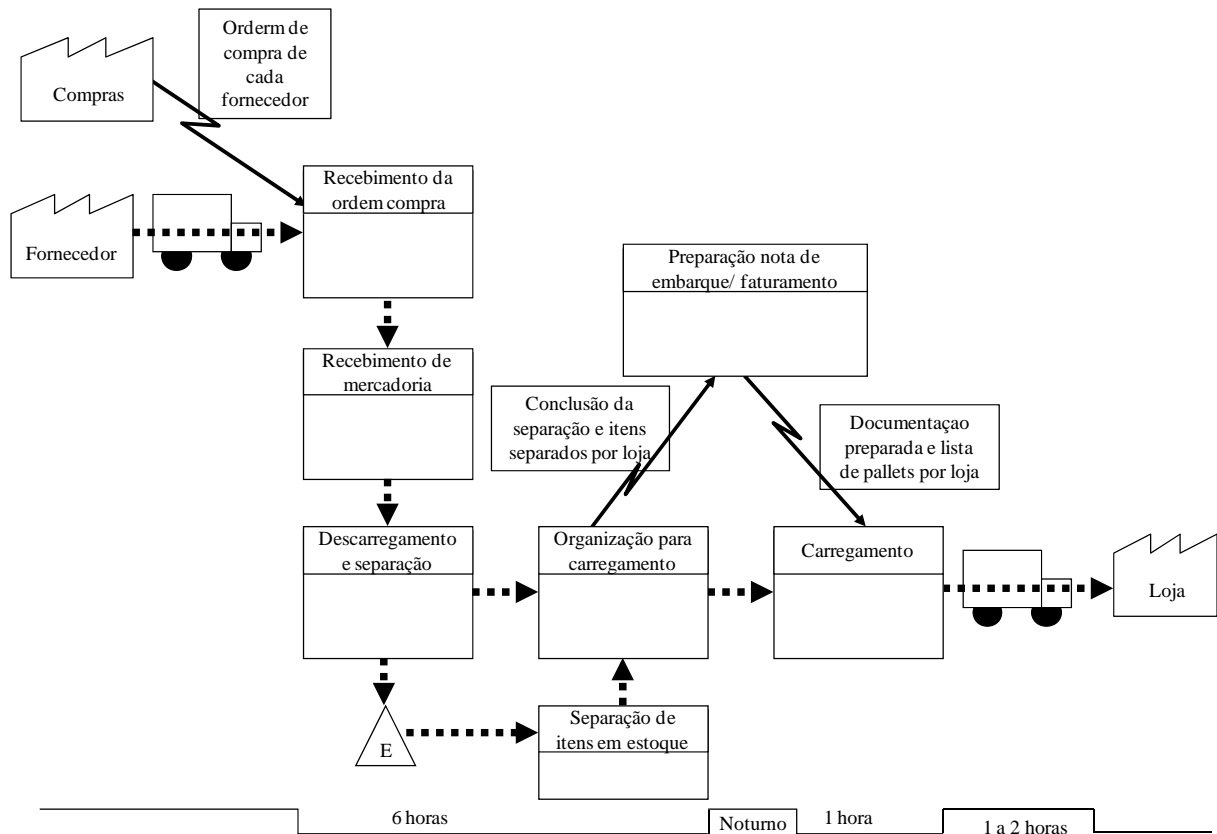 Orderm de
compra de
cada
fornecedor
Compras
Recebimento da
ordem compra
Fornecedor
Preparação nota de
embarque/ faturamento
Recebimento de
mercadoria
Conclusão da
separação e itens
separados por loja
Documentaçao
preparada e lista
de pallets por loja
Descarregamento
e separação
Organização para
carregamento
Carregamento
Loja
E
Separação de
itens em estoque
6 horas
Noturno
1 hora
1 a 2 horas